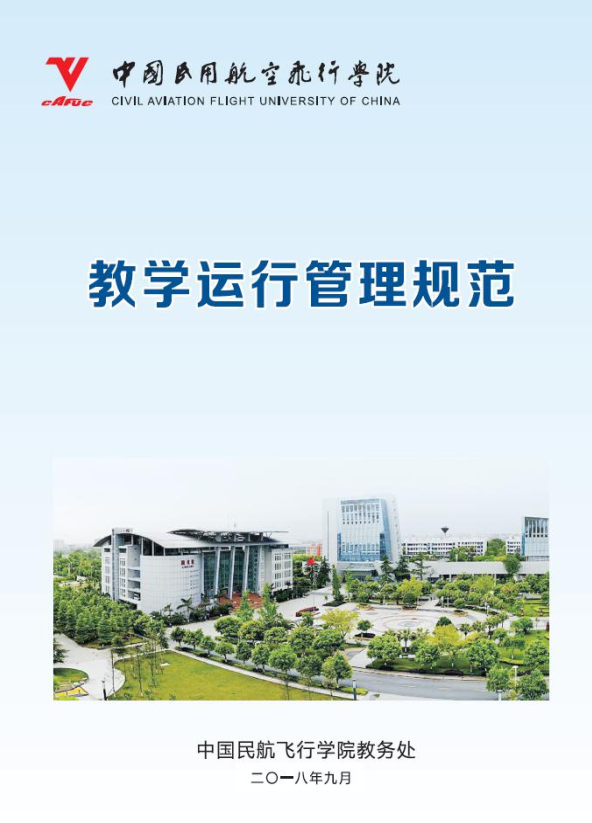 中國民用航空飛行學院
CAFUC
CIVIL AVIATION FLIGHT UNIVERSITY OF CHINA
教学运行管理规范
中国民航飞行学院教务处
二〇一八年九月